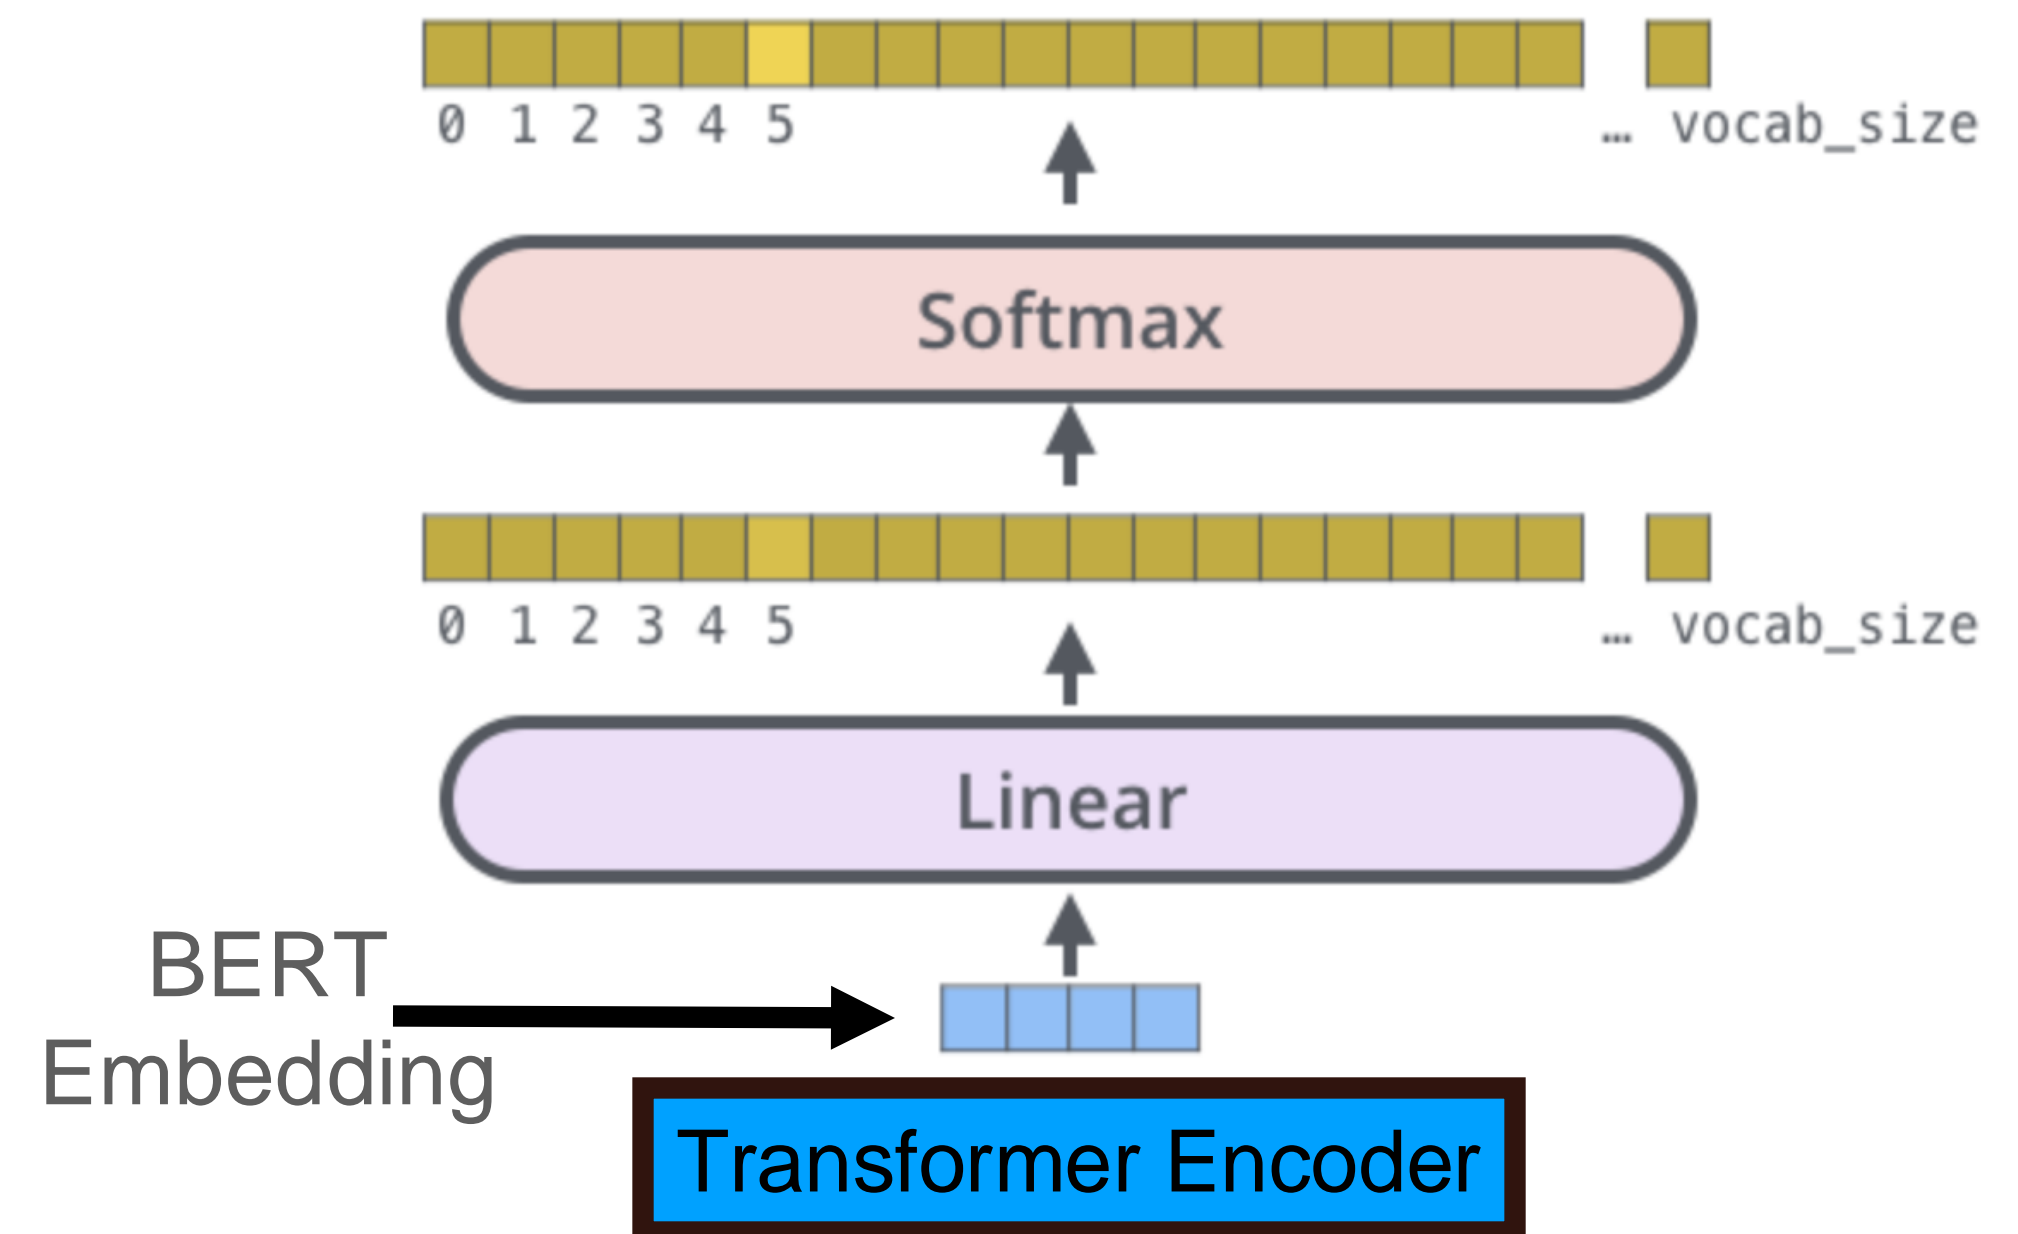 0 1 2 3 4 5 … vocab_size
Softmax
0 1 2 3 4 5 … vocab_size
Linear
BERT
Embedding
Transformer Encoder